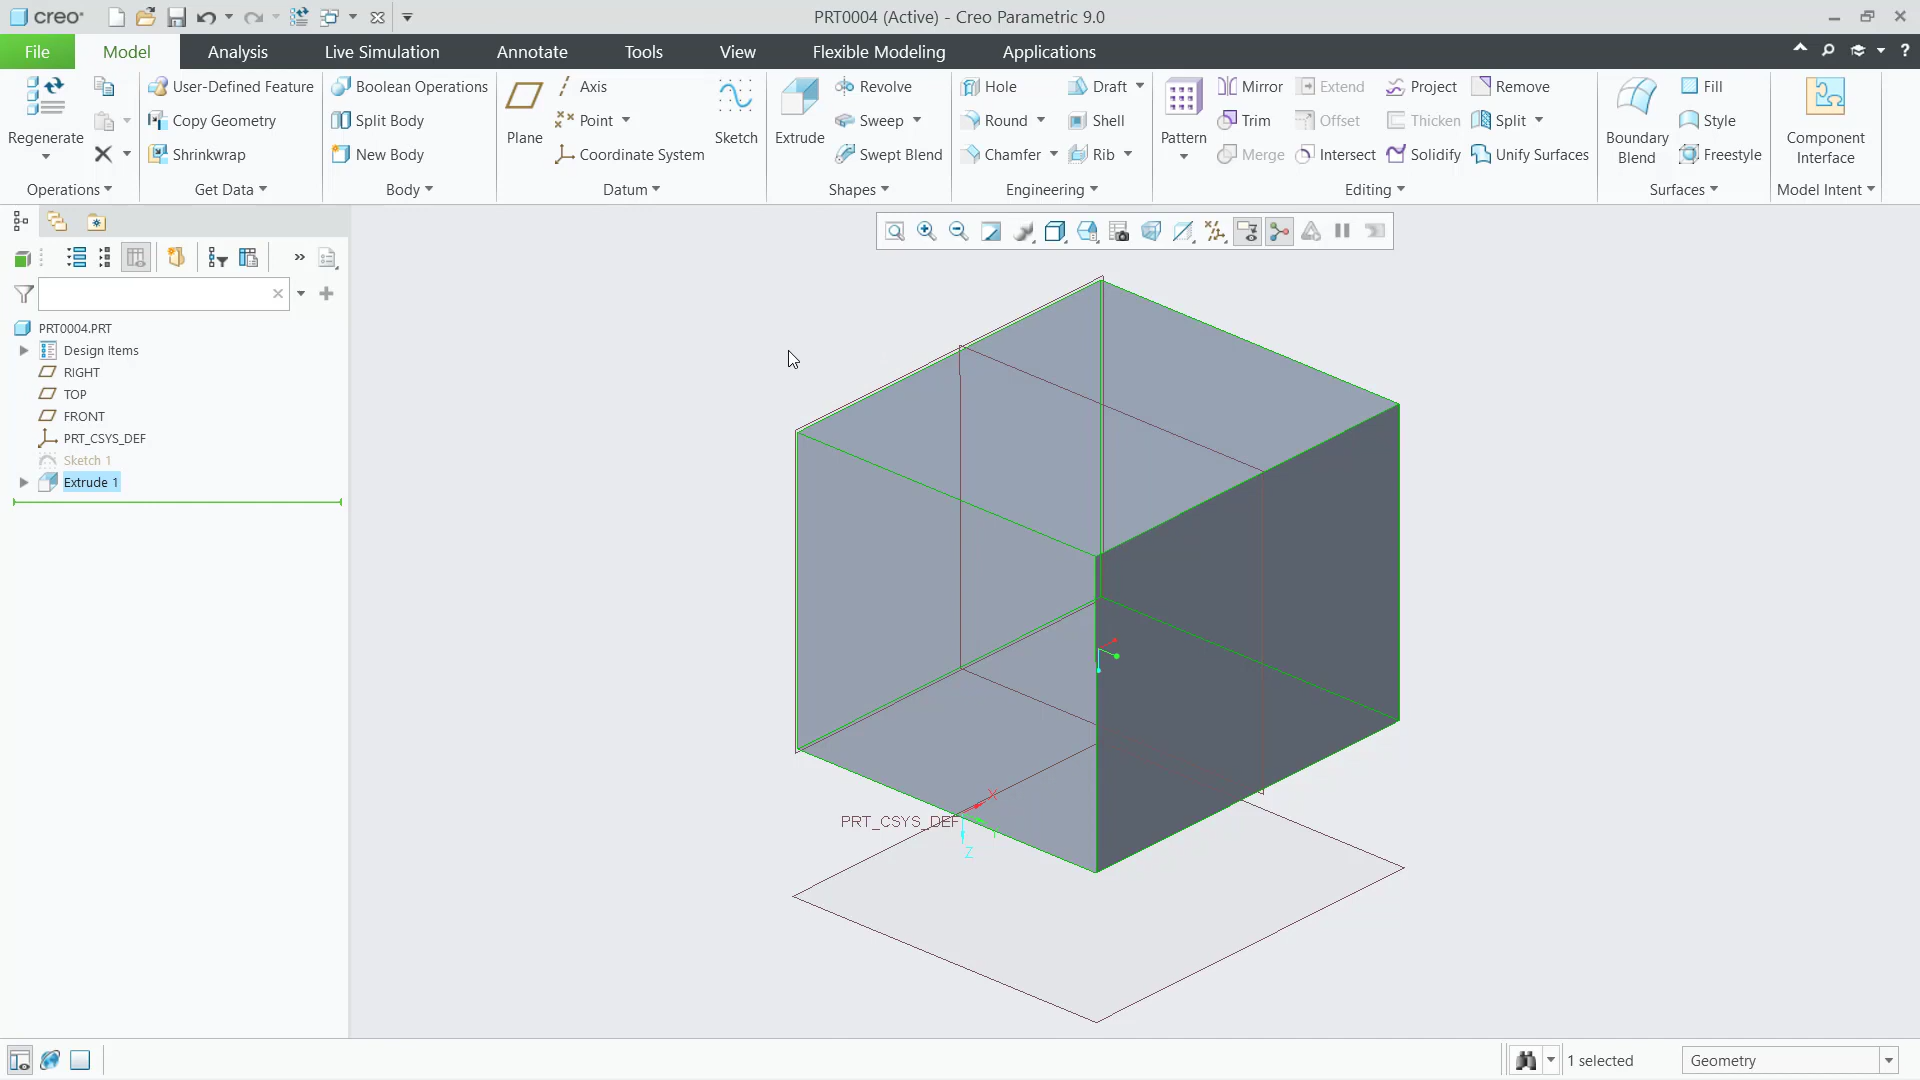 creo®
PRT0004 (Active) - Creo Parametric 9.0
File Model Analysis Live Simulation Annotate Tools View Flexible Modeling Applications
Regenerate
Operations
User-Defined Feature
Copy Geometry
Shrinkwrap
Get Data
Boolean Operations
Split Body
New Body
Body
Plane
Axis
Point
Coordinate System
Sketch
Datum
Extrude
Revolve
Sweep
Swept Blend
Shapes
Hole
Round
Chamfer
Draft
Shell
Rib
Engineering
Pattern
Mirror
Trim
Merge
Extend
Offset
Intersect
Project
Thicken
Solidify
Remove
Split
Unify Surfaces
Editing
Boundary
Blend
Fill
Style
Freestyle
Surfaces
Component
Interface
Model Intent
PRT0004.PRT
Design Items
RIGHT
TOP
FRONT
PRT_CSYS_DEF
Sketch 1
Extrude 1
X
PRT_CSYS_DEF
Y
Z
1 selected
Geometry